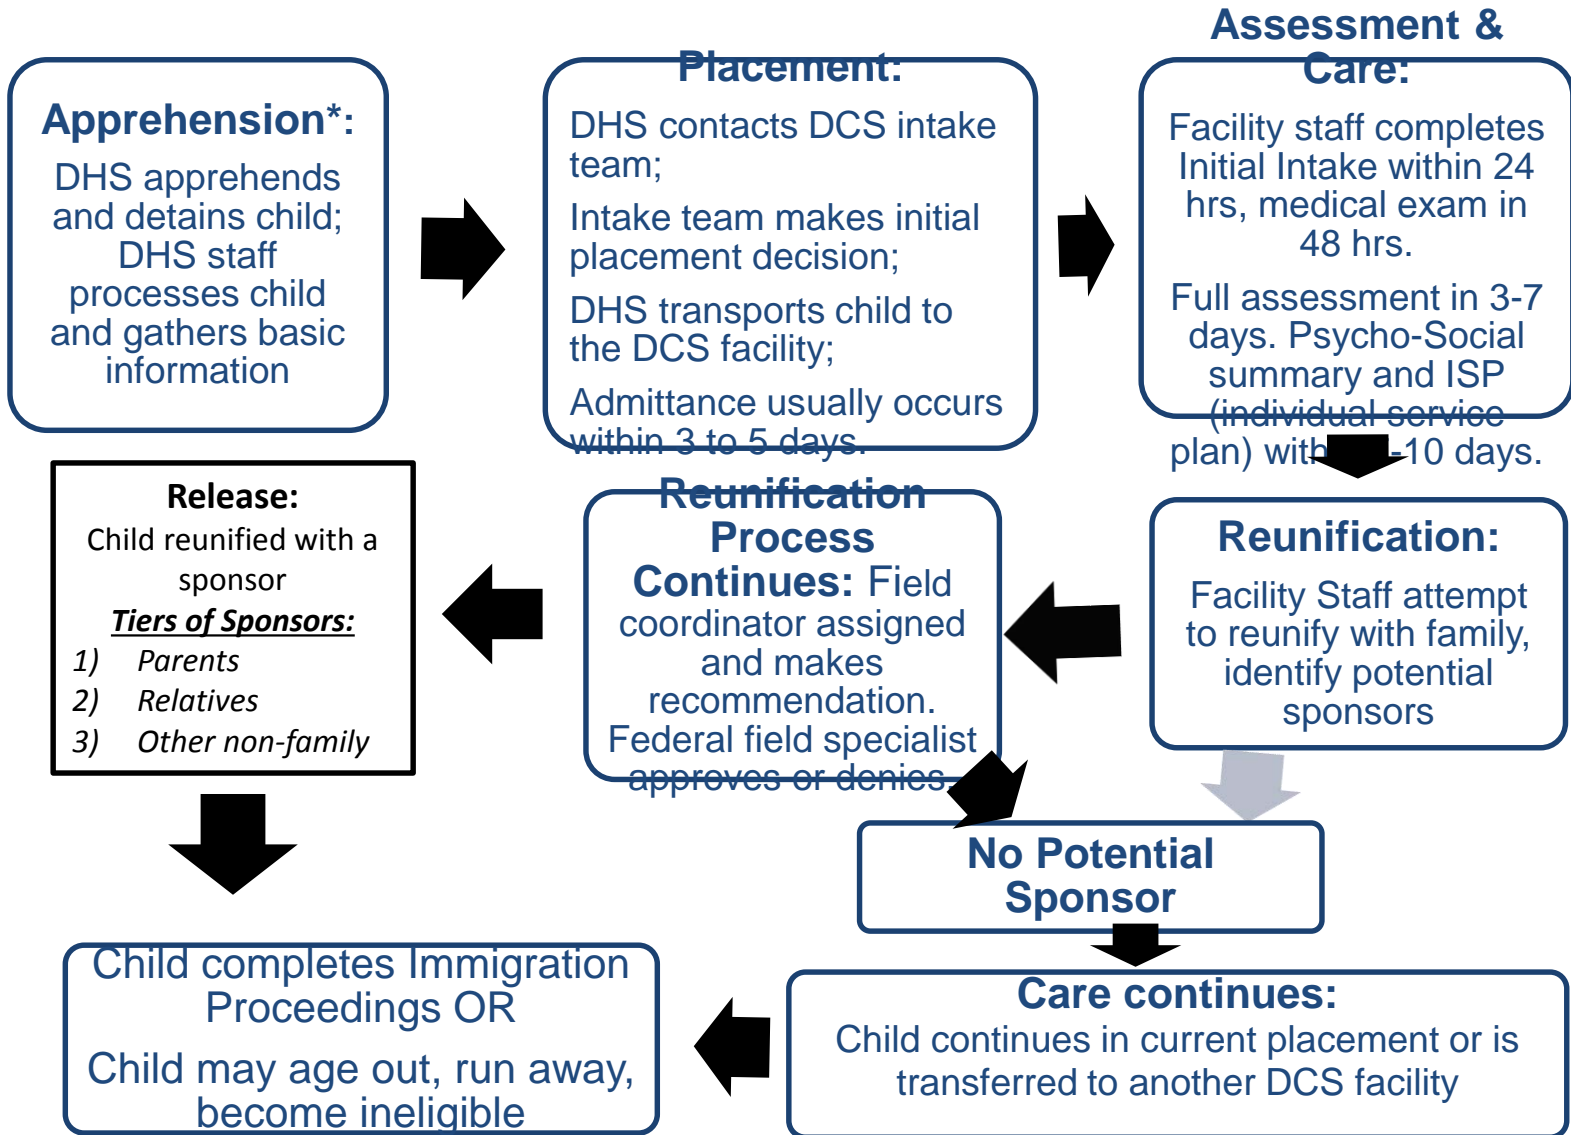 Apprehension*:
DHS apprehends
and detains child;
DHS staff
processes child
and gathers basic
information
Placement:
DHS contacts DCS intake
team;
Intake team makes initial
placement decision;
DHS transports child to
the DCS facility;
Admittance usually occurs
within 3 to 5 days.
Assessment &
Care:
Facility staff completes
Initial Intake within 24
hrs, medical exam in
48 hrs.
Full assessment in 3-7
days. Psycho-Social
summary and ISP
(individual service
plan) -10 days.
Reunification:
Facility Staff attempt
to reunify with family,
identify potential
sponsors
Reunification
Process
Continues: Field
coordinator assigned
and makes
recommendation.
Federal field specialist
approves or denies.
Release:
Child reunified with a
sponsor
Tiers of Sponsors:
1) Parents
2) Relatives
3) Other non-family
No Potential
Sponsor
Care continues:
Child continues in current placement or is
transferred to another DCS facility
Child completes Immigration
Proceedings OR
Child may age out, run away,
become ineligible